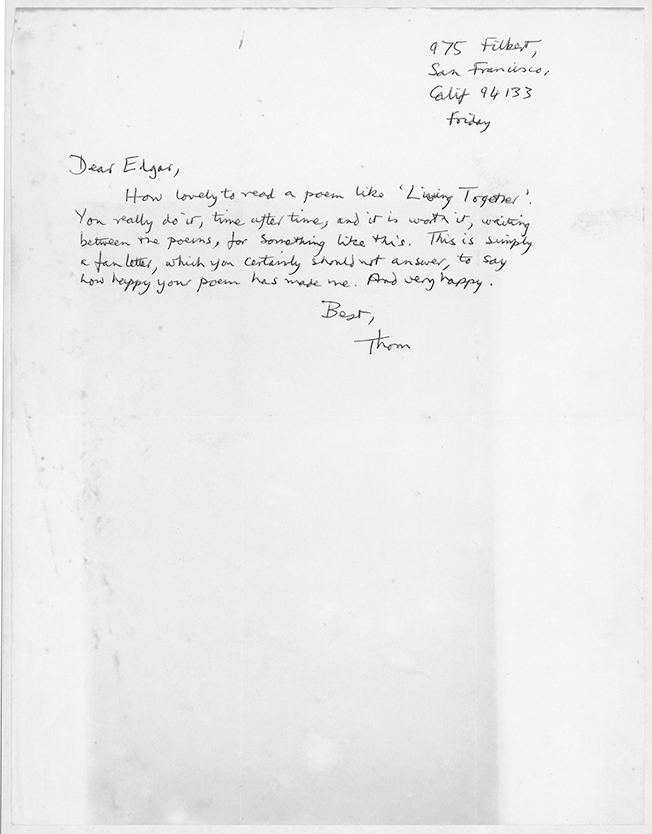 975 Filbert,
San Francisco,
Calif 94133
Friday
Dear Edgar,
How lovely to read a poem like 'Living Together'.
You really do it, time after time, and it is worth it, waiting
between the poems, for something like this. This is simply
a fan letter, which you certainly should not answer, to say
how happy your poem has made me. And very happy.
Best,
Thom